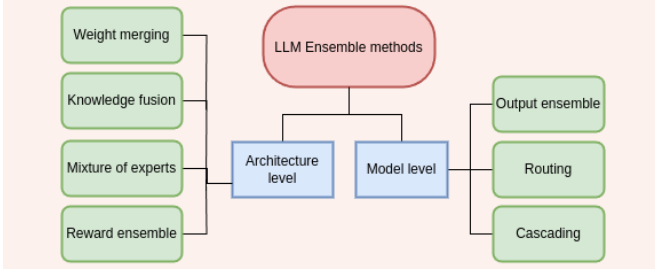 LLM Ensemble methods
Weight merging
Knowledge fusion
Mixture of experts
Reward ensemble
Architecture
level
Model level
Output ensemble
Routing
Cascading